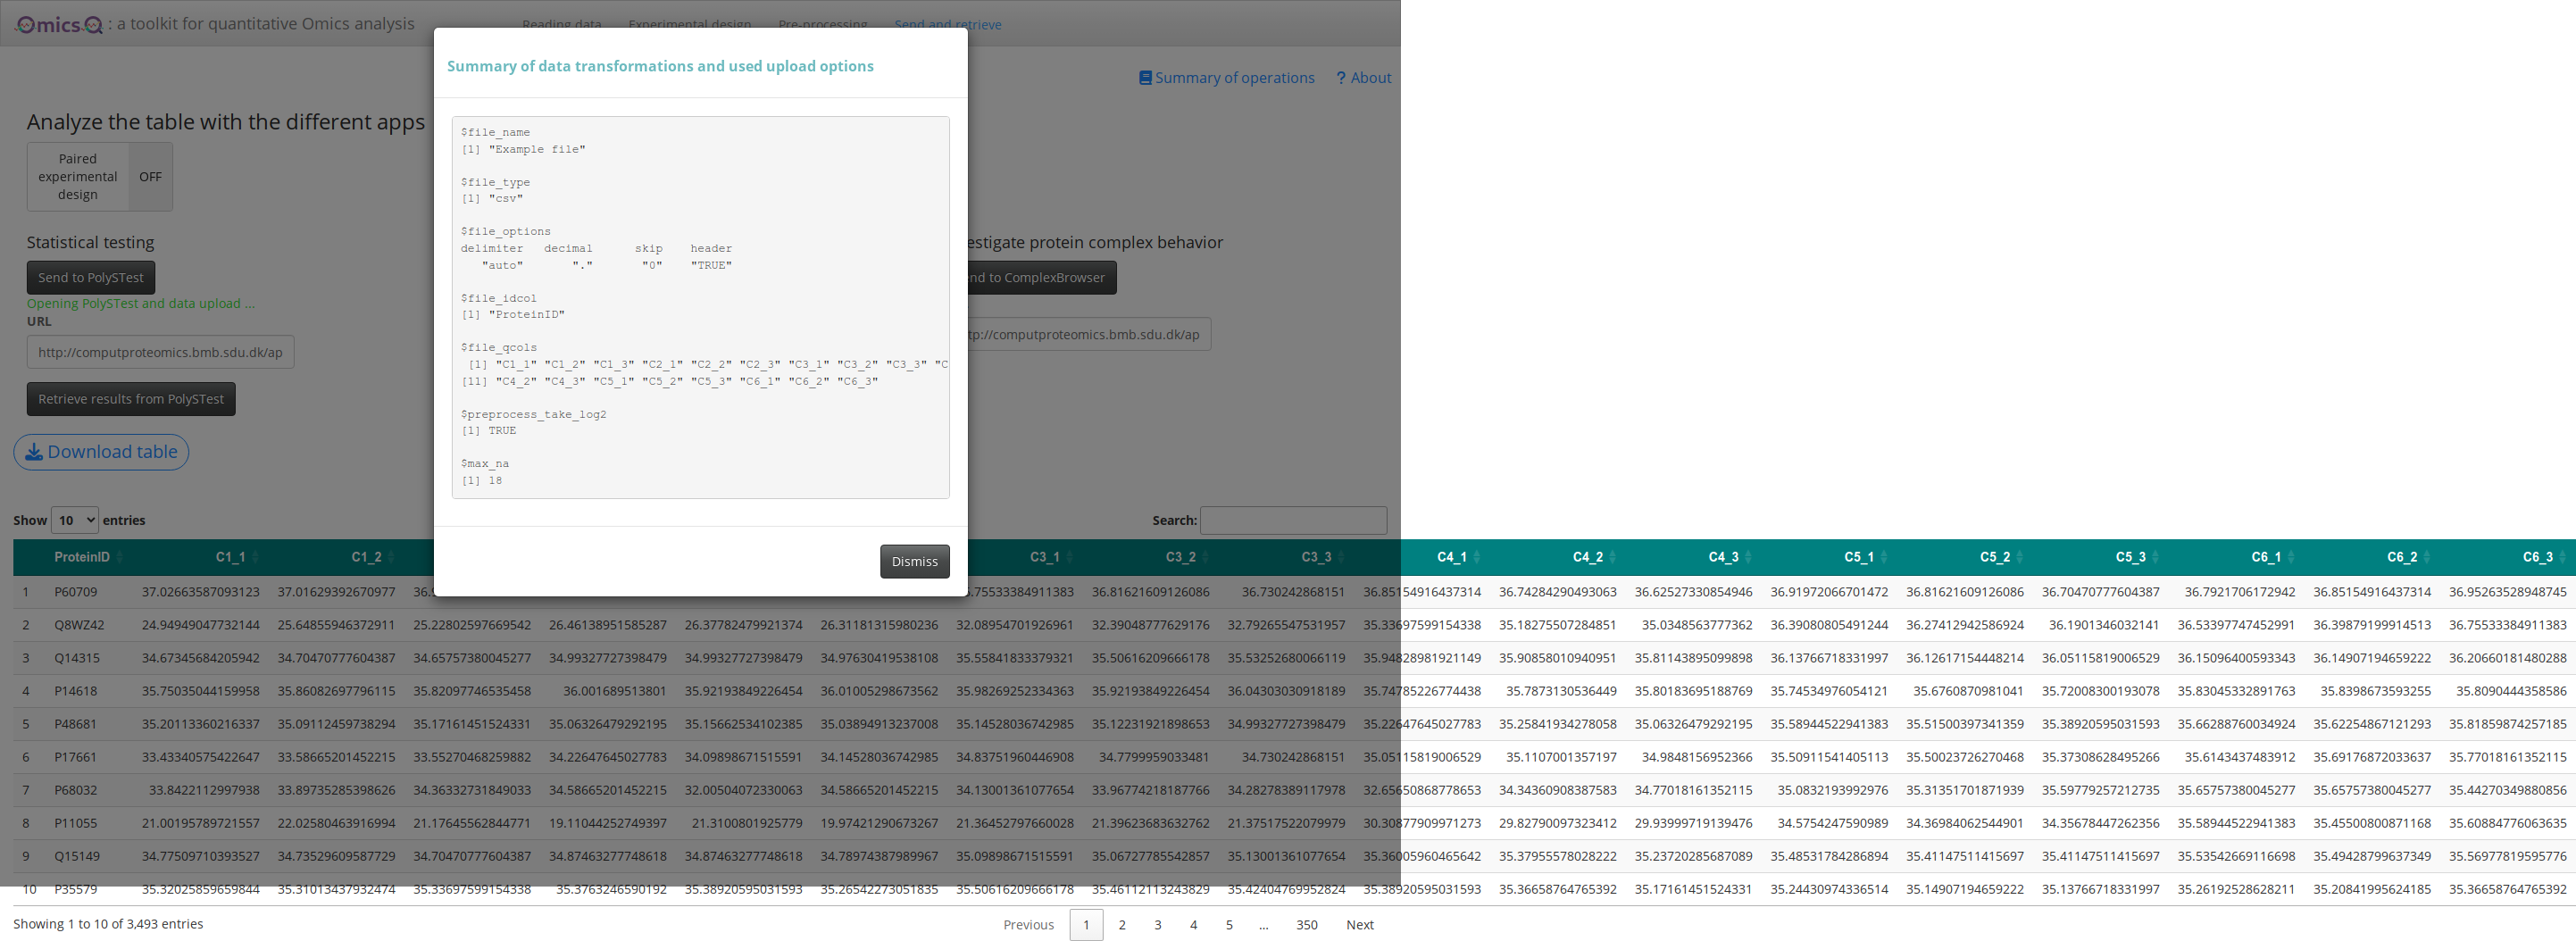 OmicsQ : a toolkit for quantitative Omics analysis
Reading data Experimental design Pre-processing Send and retrieve
Summary of data transformations and used upload options
Summary of operations ? About
Analyze the table with the different apps
Paired
experimental
design
OFF
Statistical testing
Send to PolySTest
Opening PolySTest and data upload ...
URL
http://computproteomics.bmb.sdu.dk/ap
Retrieve results from PolySTest
Download table
$file_name
[1] "Example file"
$file_type
[1] "csv"
$file_options
delimiter decimal skip header
"auto" "." "0" "TRUE"
$file_idcol
[1] "ProteinID"
$file_qcols
[1] "C1_1" "C1_2" "C1_3" "C2_1" "C2_2" "C2_3" "C3_1" "C3_2" "C3_3" "C
[11] "C4_2" "C4_3" "C5_1" "C5_2" "C5_3" "C6_1" "C6_2" "C6_3"
$preprocess_take_log2
[1] TRUE
$max_na
[1] 18
Dismiss
estigate protein complex behavior
nd to ComplexBrowser
tp://computproteomics.bmb.sdu.dk/ap
Show 10 entries
Search:
ProteinID C1_1 C1_2 C3_1 C3_2 C3_3 C4_1 C4_2 C4_3 C5_1 C5_2 C5_3 C6_1 C6_2 C6_3
1 P60709 37.02663587093123 37.01629392670977 36.9 .75533384911383 36.81621609126086 36.730242868151 36.85154916437314 36.74284290493063 36.62527330854946 36.91972066701472 36.81621609126086 36.70470777604387 36.7921706172942 36.85154916437314 36.95263528948745
2 Q8WZ42 24.94949047732144 25.64855946372911 25.22802597669542 26.46138951585287 26.37782479921374 26.31181315980236 32.08954701926961 32.39048777629176 32.79265547531957 35.33697599154338 35.18275507284851 35.0348563777362 36.39080805491244 36.27412942586924 36.1901346032141 36.53397747452991 36.39879199914513 36.75533384911383
3 Q14315 34.67345684205942 34.70470777604387 34.65757380045277 34.99327727398479 34.99327727398479 34.97630419538108 35.55841833379321 35.50616209666178 35.53252680066119 35.94828981921149 35.90858010940951 35.81143895099898 36.13766718331997 36.12617154448214 36.05115819006529 36.15096400593343 36.14907194659222 36.20660181480288
4 P14618 35.75035044159958 35.86082697796115 35.82097746535458 36.001689513801 35.92193849226454 36.01005298673562 35.98269252334363 35.92193849226454 36.04303030918189 35.74785226774438 35.7873130536449 35.80183695188769 35.74534976054121 35.6760870981041 35.72008300193078 35.83045332891763 35.8398673593255 35.8090444358586
5 P48681 35.20113360216337 35.09112459738294 35.17161451524331 35.06326479292195 35.15662534102385 35.03894913237008 35.14528036742985 35.12231921898653 34.99327727398479 35.22647645027783 35.25841934278058 35.06326479292195 35.58944522941383 35.51500397341359 35.38920595031593 35.66288760034924 35.62254867121293 35.81859874257185
6 P17661 33.43340575422647 33.58665201452215 33.55270468259882 34.22647645027783 34.09898671515591 34.14528036742985 34.83751960446908 34.7799959033481 34.730242868151 35.05115819006529 35.1107001357197 34.9848156952366 35.50911541405113 35.50023726270468 35.37308628495266 35.6143437483912 35.69176872033637 35.77018161352115
7 P68032 33.8422112997938 33.89735285398626 34.36332731849033 34.58665201452215 32.00504072330063 34.58665201452215 34.13001361077654 33.96774218187766 34.28278389117978 32.65650868778653 34.34360908387583 34.77018161352115 35.0832193992976 35.31351701871939 35.59779257212735 35.65757380045277 35.65757380045277 35.44270349880856
8 P11055 21.00195789721557 22.02580463916994 21.17645562844771 19.11044252749397 21.3100801925779 19.97421290673267 21.36452797660028 21.39623683632762 21.37517522079979 30.30877909971273 29.82790097323412 29.93999719139476 34.5754247590989 34.36984062544901 34.35678447262356 35.58944522941383 35.45500800871168 35.60884776063635
9 Q15149 34.77509710393527 34.73529609587729 34.70470777604387 34.87463277748618 34.87463277748618 34.78974387989967 35.09898671515591 35.06727785542857 35.13001361077654 35.36005960465642 35.37955578028222 35.23720285687089 35.48531784286894 35.41147511415697 35.41147511415697 35.53542669116698 35.49428799637349 35.56977819595776
10 P35579 35.32025859659844 35.31013437932474 35.33697599154338 35.3763246590192 35.38920595031593 35.26542273051835 35.50616209666178 35.46112113243829 35.42404769952824 35.38920595031593 35.36658764765392 35.17161451524331 35.24430974336514 35.14907194659222 35.13766718331997 35.26192528628211 35.20841995624185 35.36658764765392
Showing 1 to 10 of 3,493 entries
Previous 1 2 3 4 5 ... 350 Next